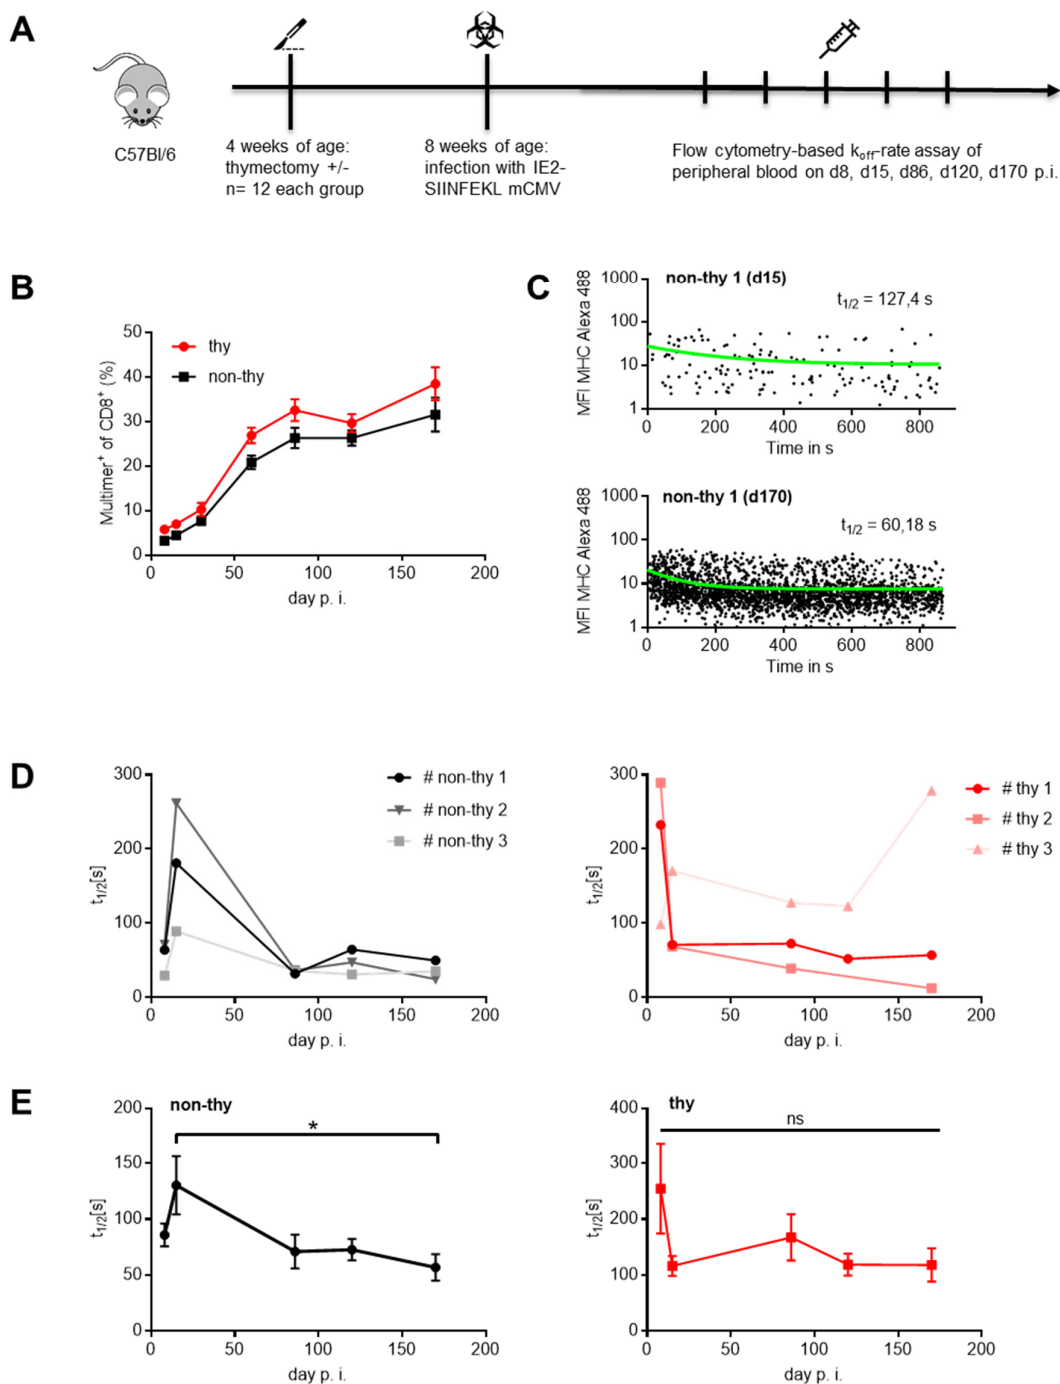 A
C57Bl/6
4 weeks of age:
thymectomy +/-
n= 12 each group
8 weeks of age:
infection with IE2-
SIINFEKL mCMV
Flow cytometry-based koff-rate assay of
peripheral blood on d8, d15, d86, d120, d170 p.i.
B
Multimer+ of CD8+ (%)
50
40
30
20
10
0
thy
non-thy
0 50 100 150 200
day p. i.
C
MFI MHC Alexa 488
1000
100
10
1
non-thy 1 (d15)
t1/2 = 127,4 s
0 200 400 600 800
Time in s
MFI MHC Alexa 488
1000
100
10
1
non-thy 1 (d170)
t1/2 = 60,18 s
0 200 400 600 800
Time in s
D
t1/2[s]
300
200
100
0
# non-thy 1
# non-thy 2
# non-thy 3
0 50 100 150 200
day p. i.
t1/2[s]
300
200
100
0
# thy 1
# thy 2
# thy 3
0 50 100 150 200
day p. i.
E
t1/2[s]
200
150
100
50
0
non-thy
*
0 50 100 150 200
day p. i.
t1/2[s]
400
300
200
100
0
thy
ns
0 50 100 150 200
day p. i.